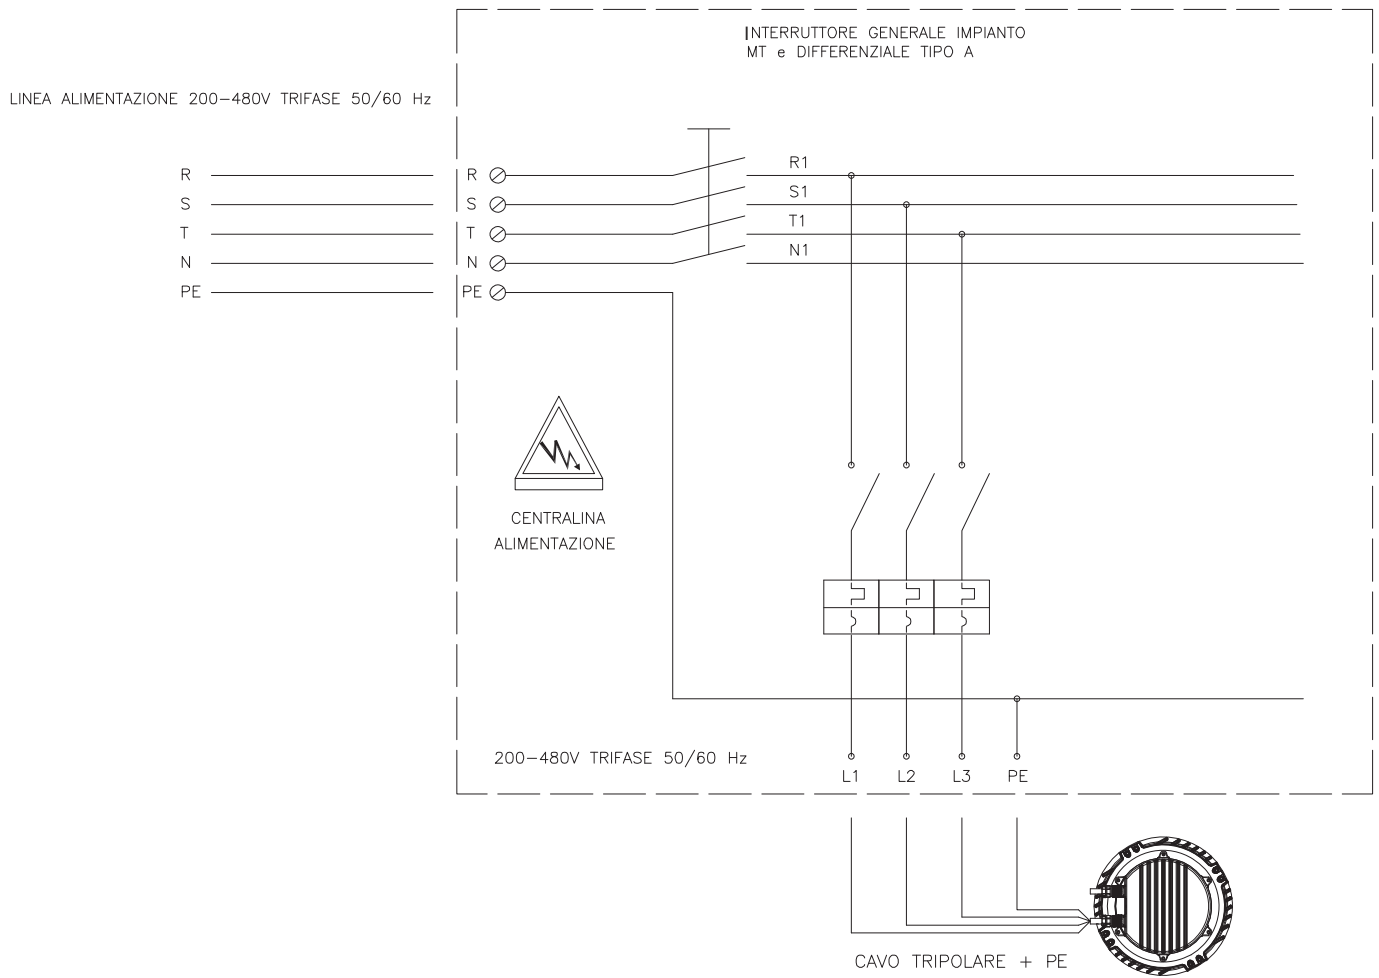 INTERRUTTORE GENERALE IMPIANTO
MT e DIFFERENZIALE TIPO A
LINEA ALIMENTAZIONE 200-480V TRIFASE 50/60 Hz
R R R1
S S S1
T T T1
N N N1
PE PE
CENTRALINA
ALIMENTAZIONE
200-480V TRIFASE 50/60 Hz
L1 L2 L3 PE
CAVO TRIPOLARE + PE